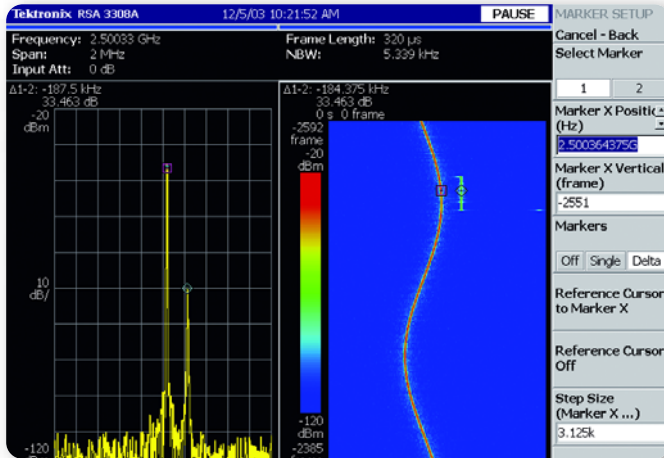 Tektronix RSA 3308A 12/5/03 10:21:52 AM PAUSE MARKER SETUP
Frequency: 2.50033 GHz Frame Length: 320 µs
Span: 2 MHz NBW: 5.339 kHz
Input Att: 0 dB
Cancel - Back
Select Marker
1 2
Marker X Positic
(Hz)
2.500364375G
Marker X Vertical
(frame)
-2551
Markers
Off Single Delta
Reference Cursor
to Marker X
Reference Cursor
Off
Step Size
(Marker X ...)
3.125k
Δ1-2: -187.5 kHz
33.463 dB
-20
dBm
10
dB/
-120
Δ1-2: -184.375 kHz
33.463 dB
0 s 0 frame
-2592
frame
-20
dBm
-120
dBm
-2385